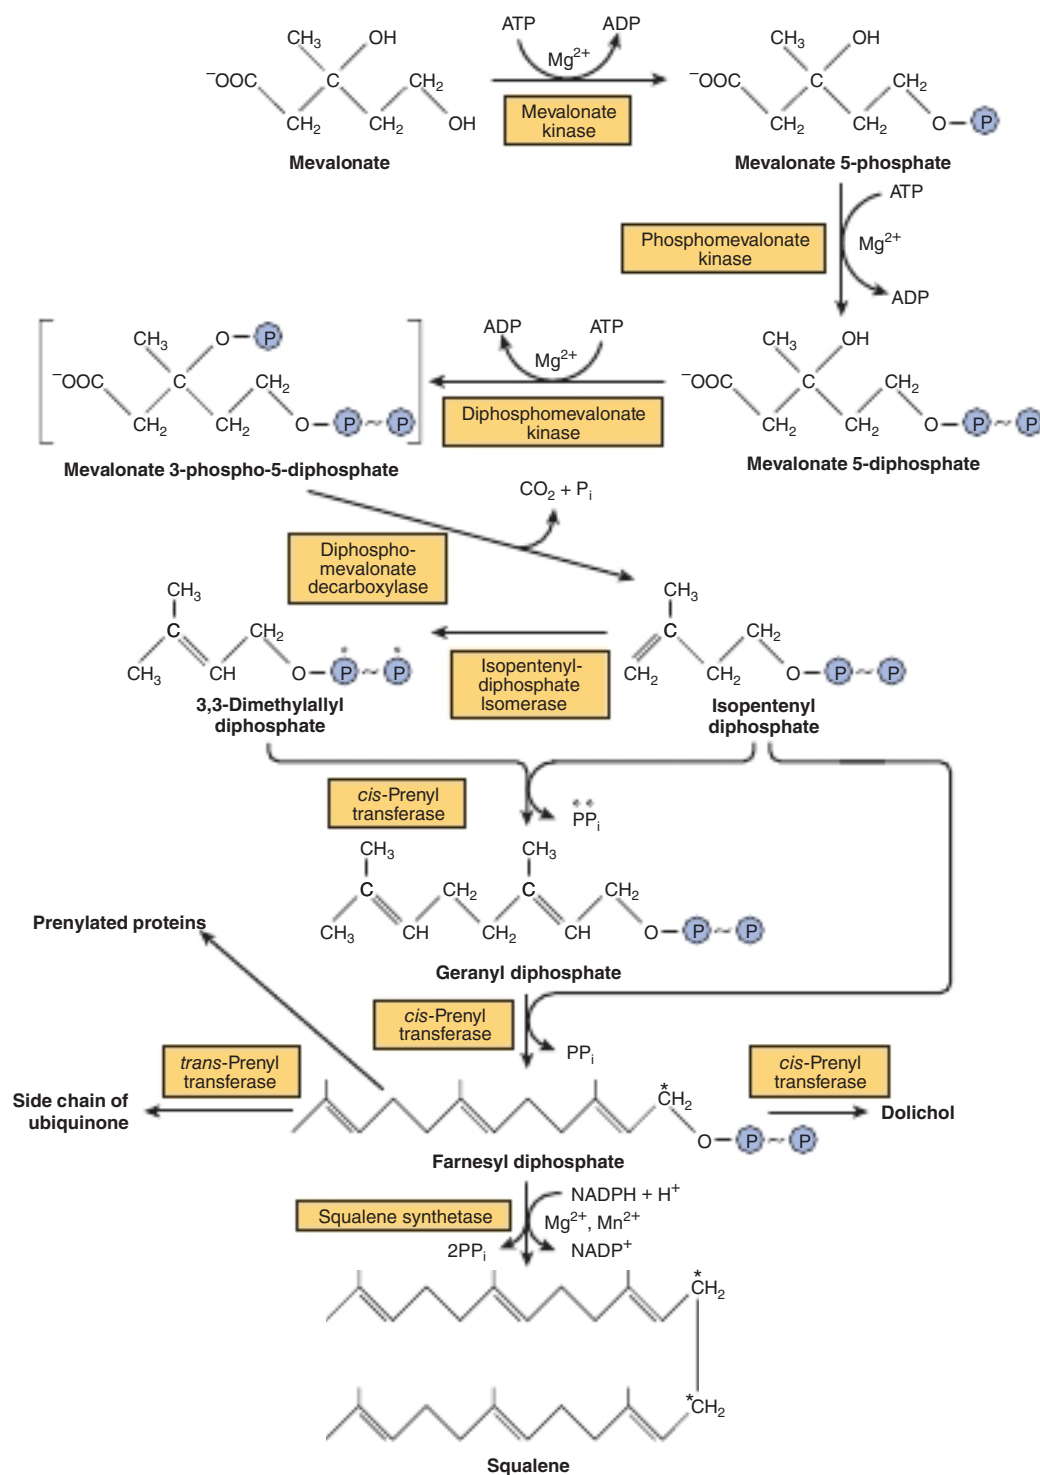 CH₃ OH
⁻OOC C CH₂
CH₂ CH₂ OH
Mevalonate
ATP ADP
Mg²⁺
Mevalonate
kinase
CH₃ OH
⁻OOC C CH₂
CH₂ CH₂ O P
Mevalonate 5-phosphate
ATP
Mg²⁺
ADP
Phosphomevalonate
kinase
CH₃ OH
⁻OOC C CH₂
CH₂ CH₂ O P ~ P
Mevalonate 5-diphosphate
ADP ATP
Mg²⁺
Diphosphomevalonate
kinase
CH₃ O P
⁻OOC C CH₂
CH₂ CH₂ O P ~ P
Mevalonate 3-phospho-5-diphosphate
CO₂ + Pᵢ
Diphospho-
mevalonate
decarboxylase
CH₃
C CH₂
CH₂ CH₂ O P ~ P
Isopentenyl
diphosphate
Isopentenyl-
diphosphate
Isomerase
CH₃
C CH₂ * *
CH₃ CH O P ~ P
3,3-Dimethylallyl
diphosphate
cis-Prenyl
transferase
* *
PPᵢ
CH₃ CH₃
C CH₂ C CH₂
CH₃ CH CH₂ CH O P ~ P
Geranyl diphosphate
Prenylated proteins
cis-Prenyl
transferase
PPᵢ
trans-Prenyl
transferase
Side chain of
ubiquinone
*
CH₂
O P ~ P
Farnesyl diphosphate
cis-Prenyl
transferase
Dolichol
Squalene synthetase
NADPH + H⁺
Mg²⁺, Mn²⁺
2PPᵢ NADP⁺
*
CH₂
*CH₂
Squalene